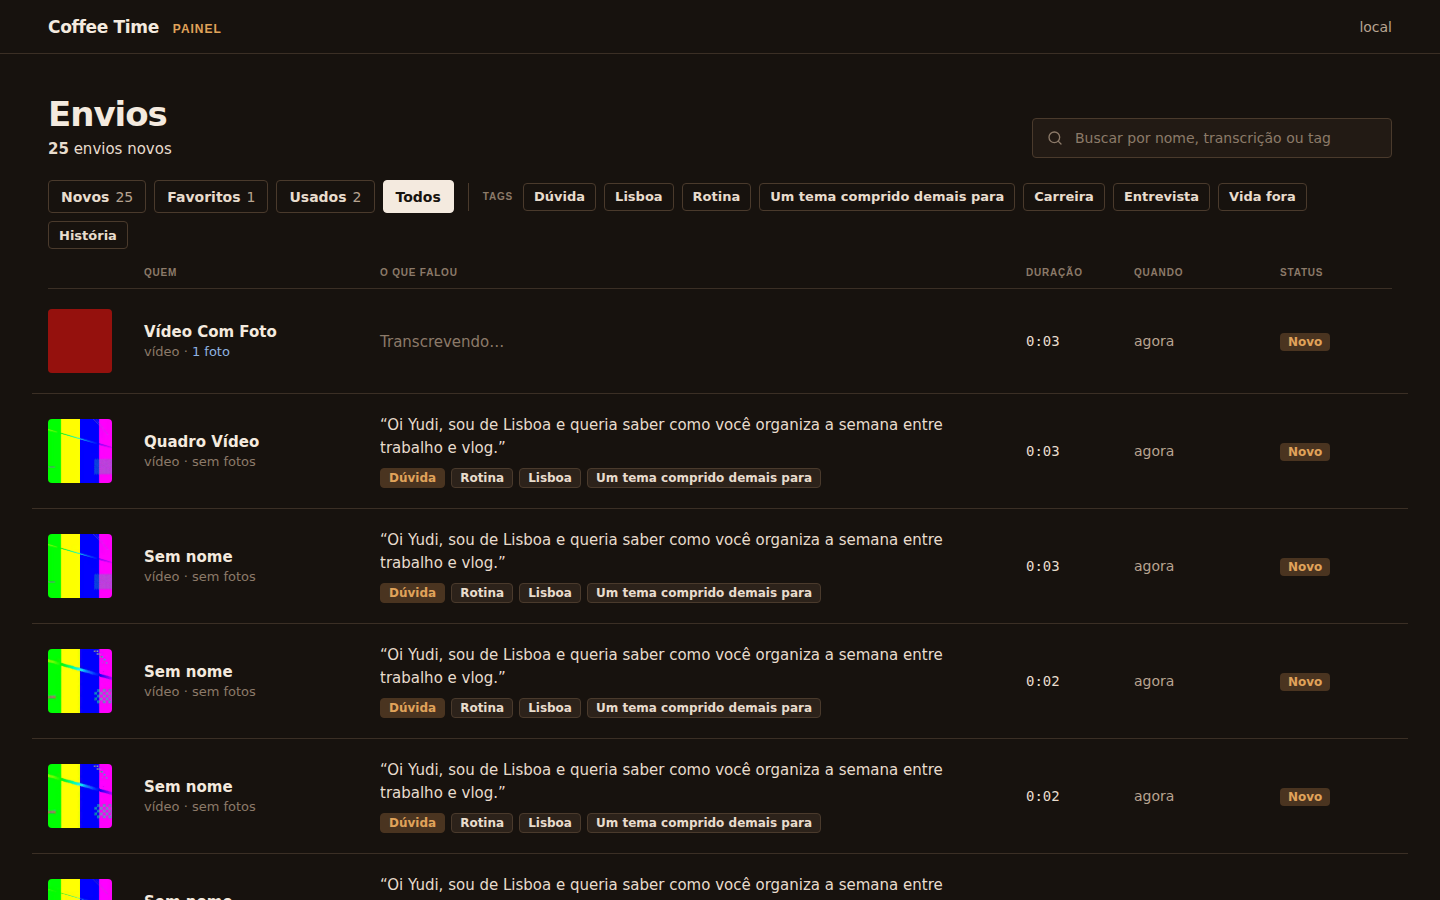 Coffee Time PAINEL
local
Envios
25 envios novos
Buscar por nome, transcrição ou tag
Novos 25 Favoritos 1 Usados 2 Todos TAGS Dúvida Lisboa Rotina Um tema comprido demais para Carreira Entrevista Vida fora
História
QUEM O QUE FALOU DURAÇÃO QUANDO STATUS
Vídeo Com Foto
vídeo · 1 foto
Transcrevendo…
0:03 agora Novo
Quadro Vídeo
vídeo · sem fotos
“Oi Yudi, sou de Lisboa e queria saber como você organiza a semana entre
trabalho e vlog.”
Dúvida Rotina Lisboa Um tema comprido demais para
0:03 agora Novo
Sem nome
vídeo · sem fotos
“Oi Yudi, sou de Lisboa e queria saber como você organiza a semana entre
trabalho e vlog.”
Dúvida Rotina Lisboa Um tema comprido demais para
0:03 agora Novo
Sem nome
vídeo · sem fotos
“Oi Yudi, sou de Lisboa e queria saber como você organiza a semana entre
trabalho e vlog.”
Dúvida Rotina Lisboa Um tema comprido demais para
0:02 agora Novo
Sem nome
vídeo · sem fotos
“Oi Yudi, sou de Lisboa e queria saber como você organiza a semana entre
trabalho e vlog.”
Dúvida Rotina Lisboa Um tema comprido demais para
0:02 agora Novo
“Oi Yudi, sou de Lisboa e queria saber como você organiza a semana entre